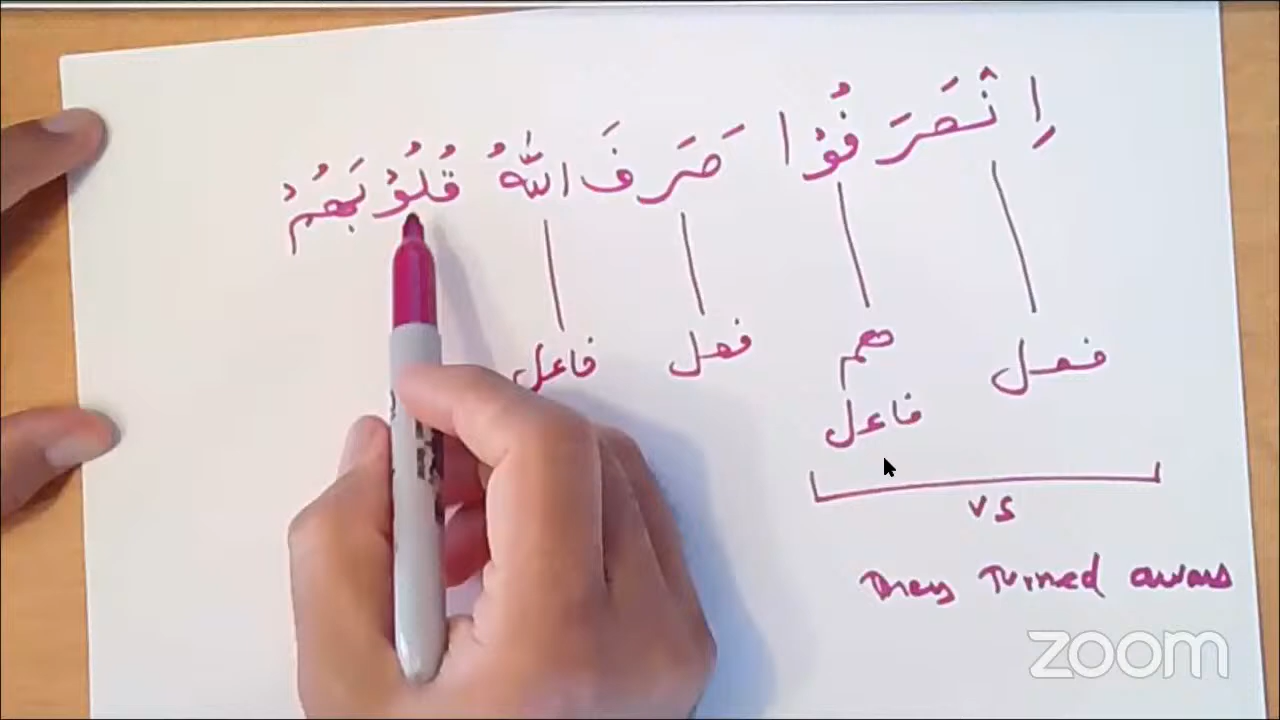 اِنْصَرَفُوْا صَرَفَ اللّٰهُ قُلُوْبَهُمْ
فعل هم فعل فاعل
فاعل
VS
They turned away
zoom